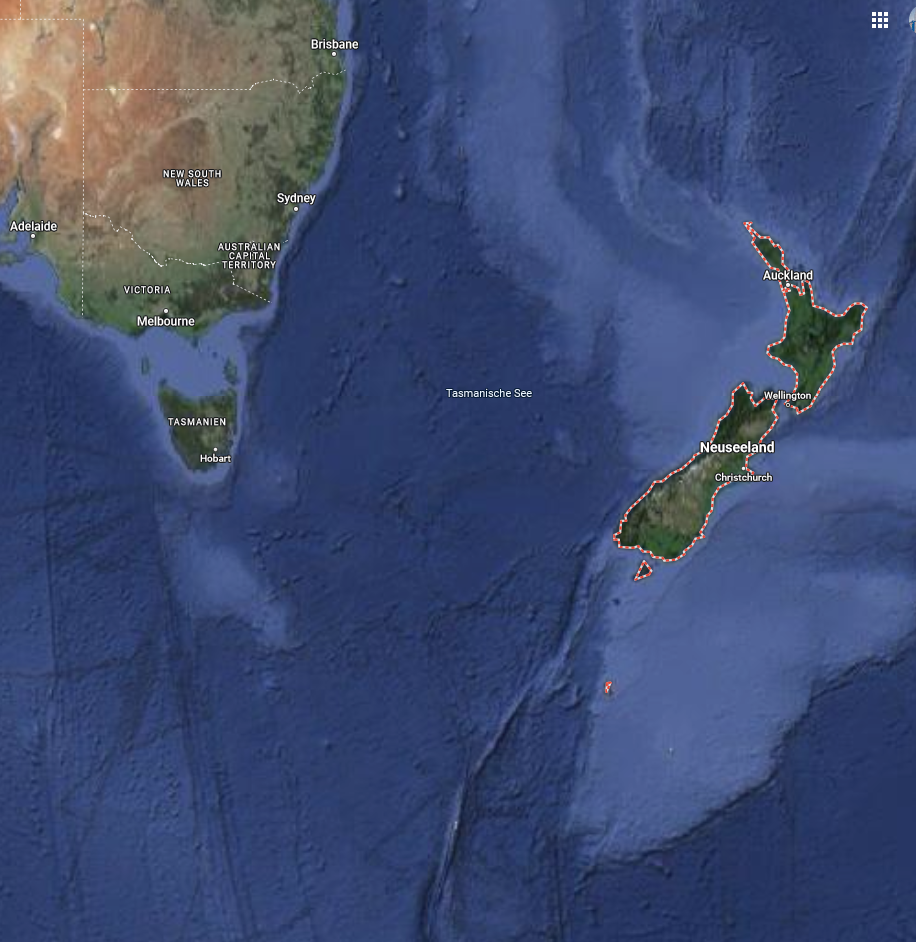 Brisbane
NEW SOUTH
WALES
Sydney
Adelaide
AUSTRALIAN
CAPITAL
TERRITORY
VICTORIA
Melbourne
Auckland
Tasmanische See
Wellington
TASMANIEN
Neuseeland
Hobart
Christchurch